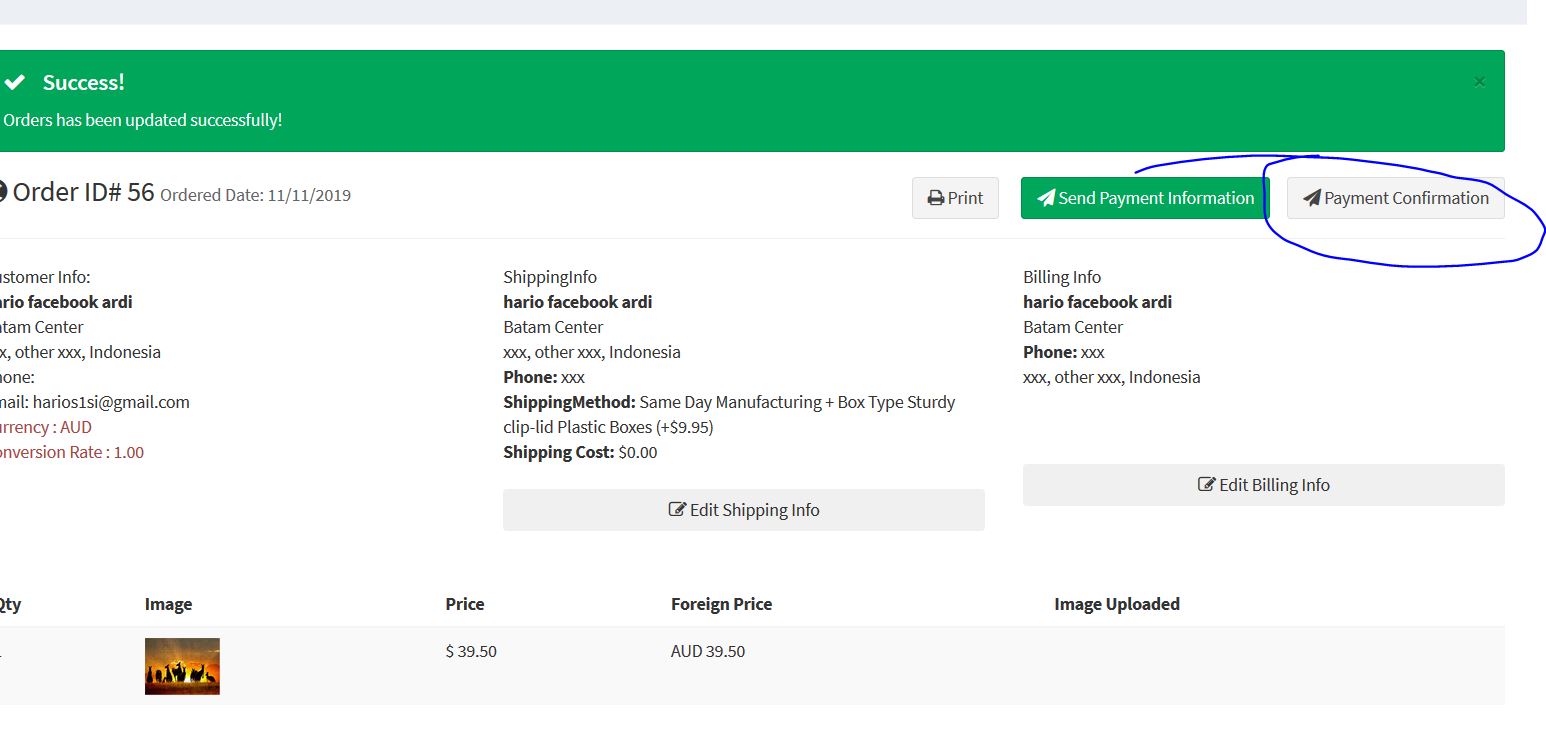 Success!
×
Orders has been updated successfully!
Order ID# 56 Ordered Date: 11/11/2019
Print
Send Payment Information
Payment Confirmation
ustomer Info:
ario facebook ardi
atam Center
x, other xxx, Indonesia
one:
mail: harios1si@gmail.com
urrency : AUD
onversion Rate : 1.00
ShippingInfo
hario facebook ardi
Batam Center
xxx, other xxx, Indonesia
Phone: xxx
ShippingMethod: Same Day Manufacturing + Box Type Sturdy
clip-lid Plastic Boxes (+$9.95)
Shipping Cost: $0.00
Edit Shipping Info
Billing Info
hario facebook ardi
Batam Center
Phone: xxx
xxx, other xxx, Indonesia
Edit Billing Info
Qty Image Price Foreign Price Image Uploaded
$ 39.50 AUD 39.50